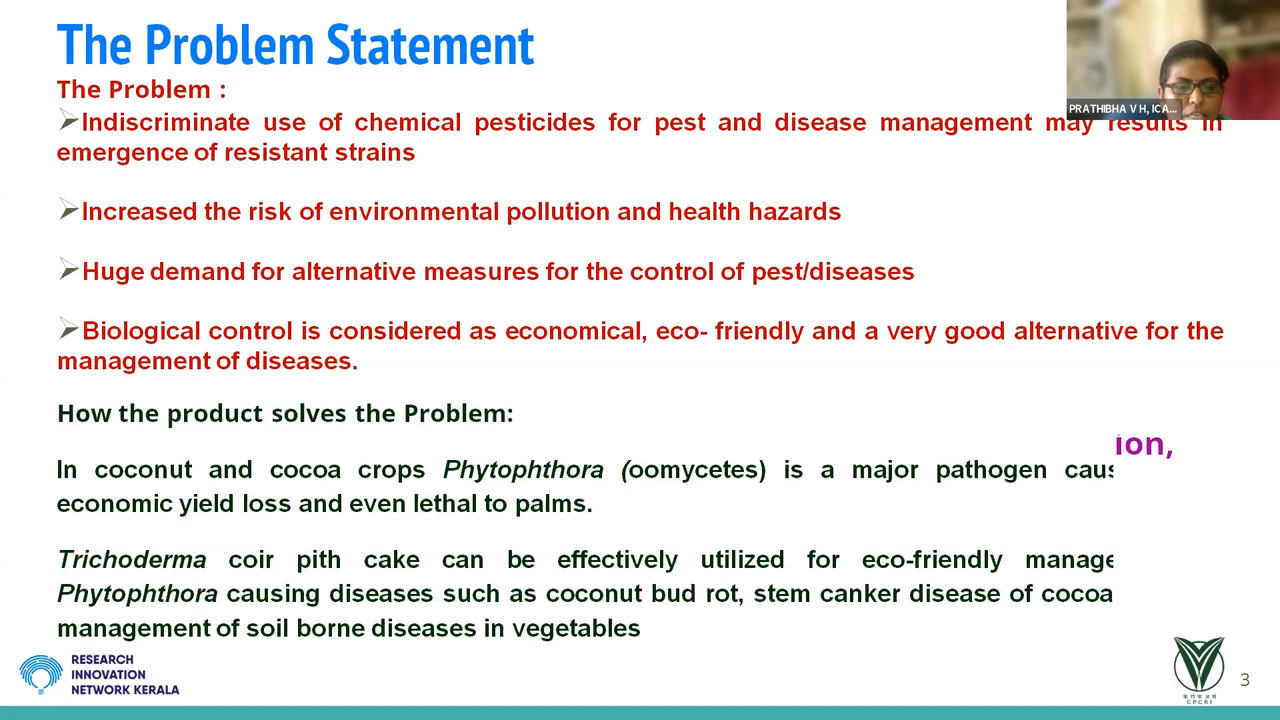 The Problem Statement
The Problem :
PRATHIBHA V H, ICA...
➢Indiscriminate use of chemical pesticides for pest and disease management may results in
emergence of resistant strains
➢Increased the risk of environmental pollution and health hazards
➢Huge demand for alternative measures for the control of pest/diseases
➢Biological control is considered as economical, eco- friendly and a very good alternative for the
management of diseases.
How the product solves the Problem:
ion,
In coconut and cocoa crops Phytophthora (oomycetes) is a major pathogen caus
economic yield loss and even lethal to palms.
Trichoderma coir pith cake can be effectively utilized for eco-friendly manage
Phytophthora causing diseases such as coconut bud rot, stem canker disease of cocoa
management of soil borne diseases in vegetables
RESEARCH
INNOVATION
NETWORK KERALA
CPCRI
3